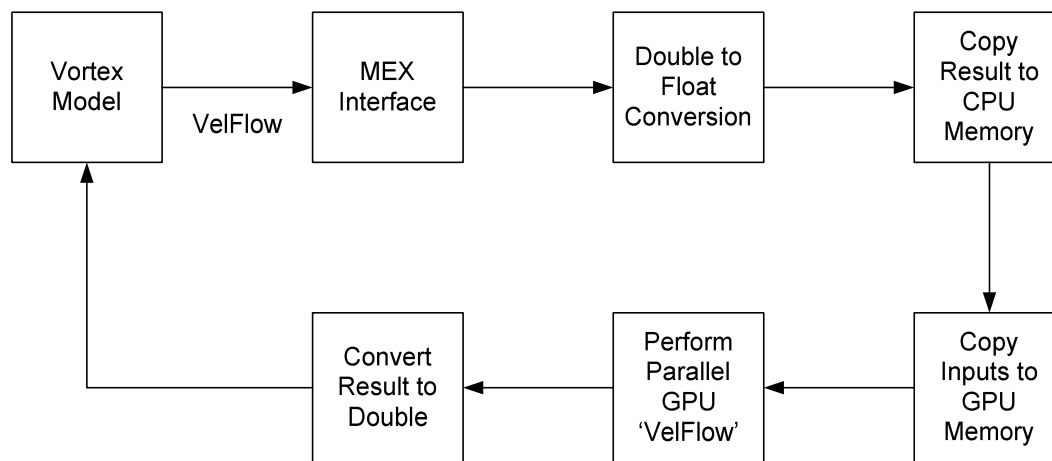 Vortex
Model
VelFlow
MEX
Interface
Double to
Float
Conversion
Copy
Result to
CPU
Memory
Copy
Inputs to
GPU
Memory
Perform
Parallel
GPU
‘VelFlow’
Convert
Result to
Double